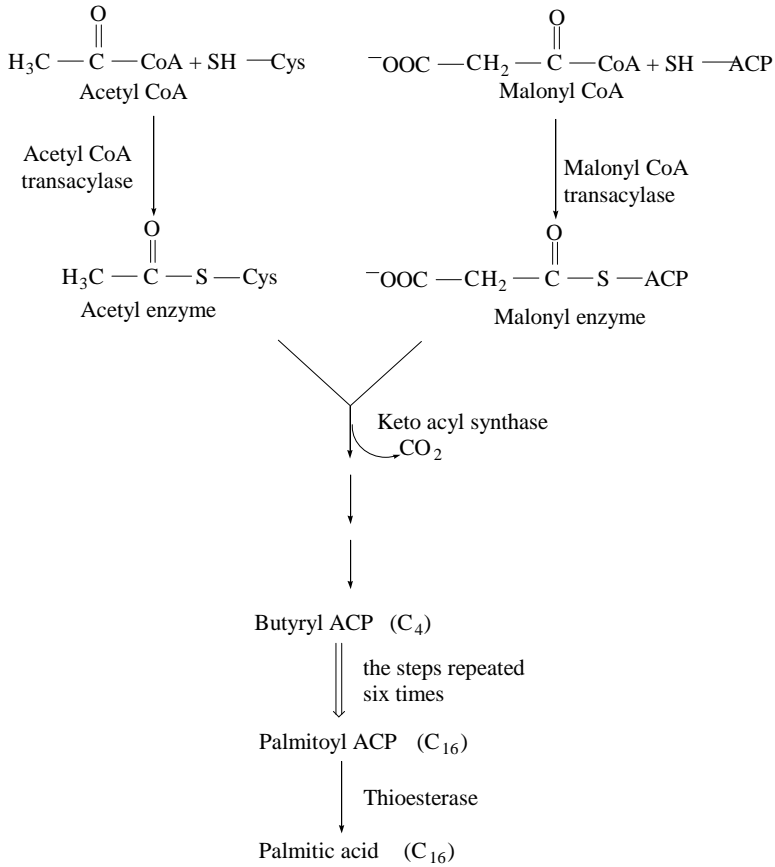 O
H3C — C — CoA + SH — Cys
Acetyl CoA
O
⁻OOC — CH2 — C — CoA + SH — ACP
Malonyl CoA
Acetyl CoA
transacylase
Malonyl CoA
transacylase
O
H3C — C — S — Cys
Acetyl enzyme
O
⁻OOC — CH2 — C — S — ACP
Malonyl enzyme
Keto acyl synthase
CO2
Butyryl ACP (C4)
the steps repeated
six times
Palmitoyl ACP (C16)
Thioesterase
Palmitic acid (C16)